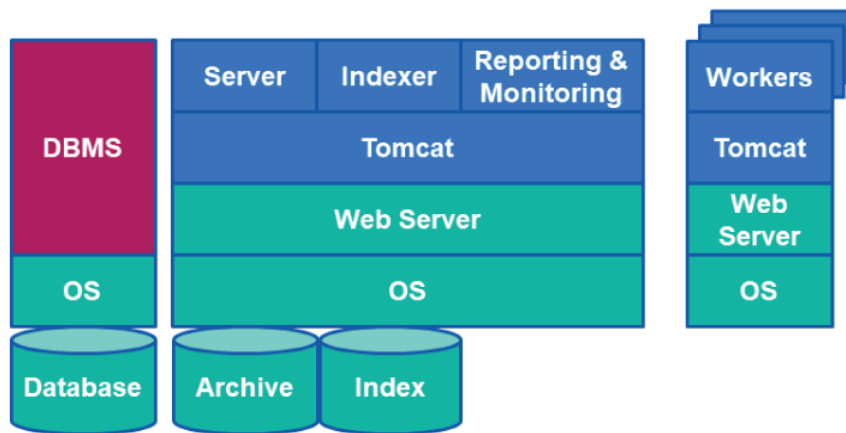 DBMS
OS
Database
Server
Indexer
Reporting &
Monitoring
Tomcat
Web Server
OS
Archive
Index
Workers
Tomcat
Web
Server
OS